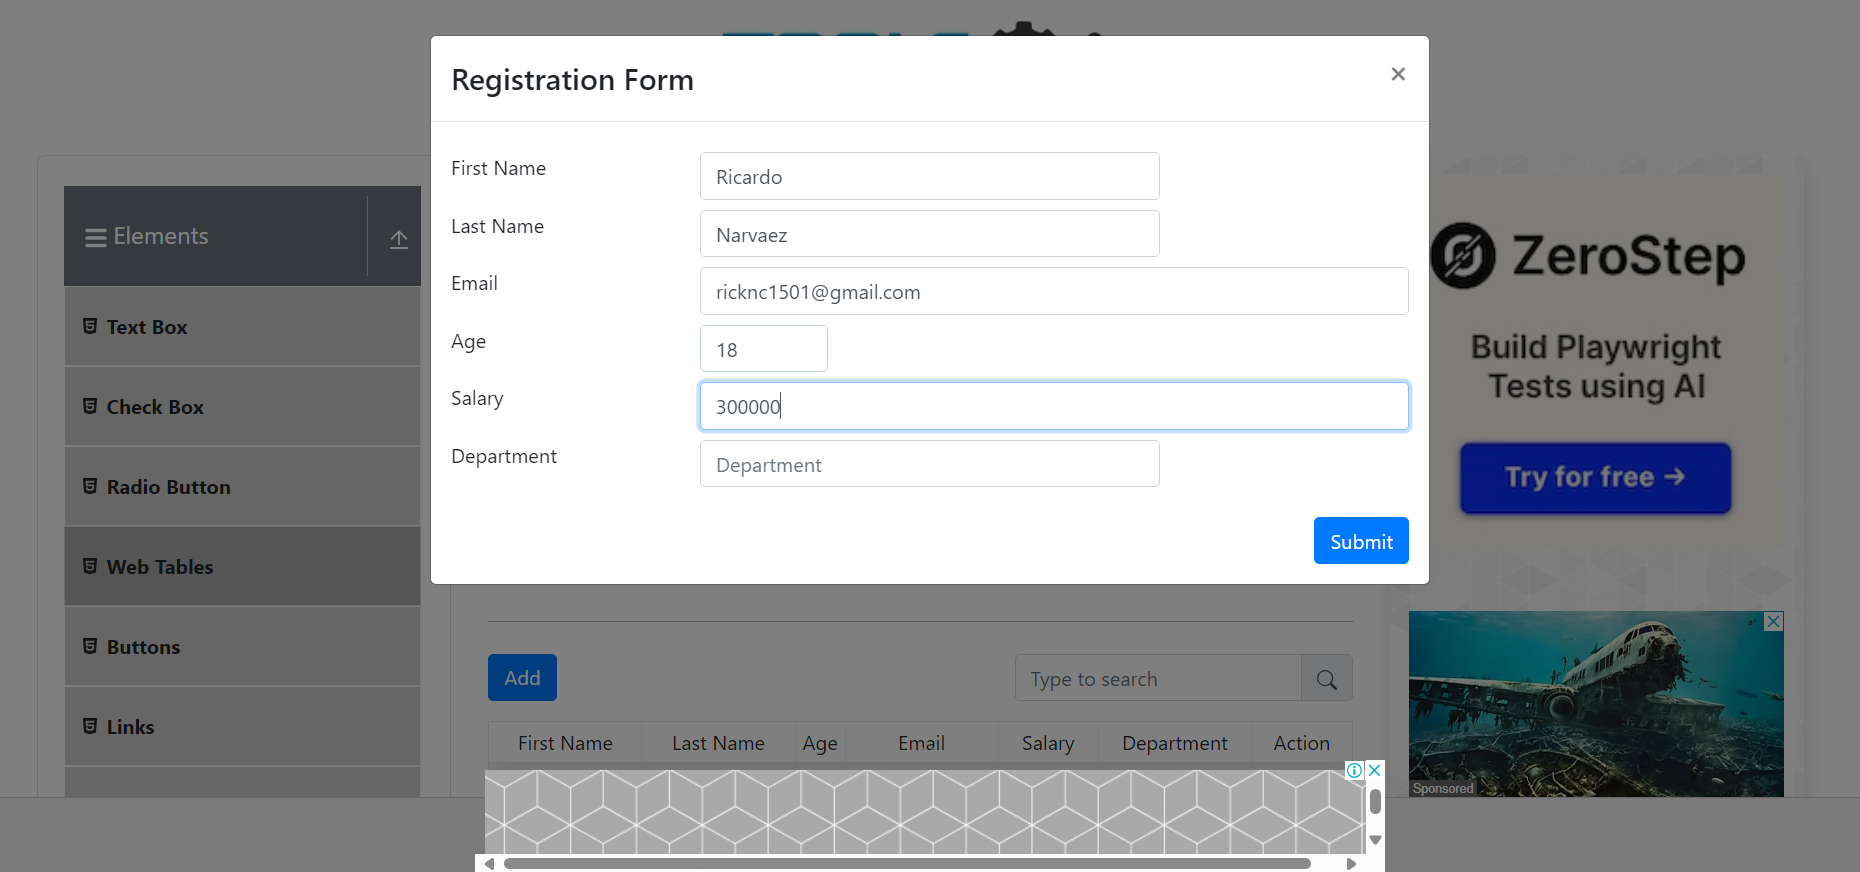 Registration Form
×
First Name
Ricardo
Last Name
Narvaez
Email
ricknc1501@gmail.com
Age
18
Salary
300000
Department
Department
Submit
Elements
Text Box
Check Box
Radio Button
Web Tables
Buttons
Links
Add
Type to search
First Name Last Name Age Email Salary Department Action
ZeroStep
Build Playwright
Tests using AI
Try for free →
Sponsored